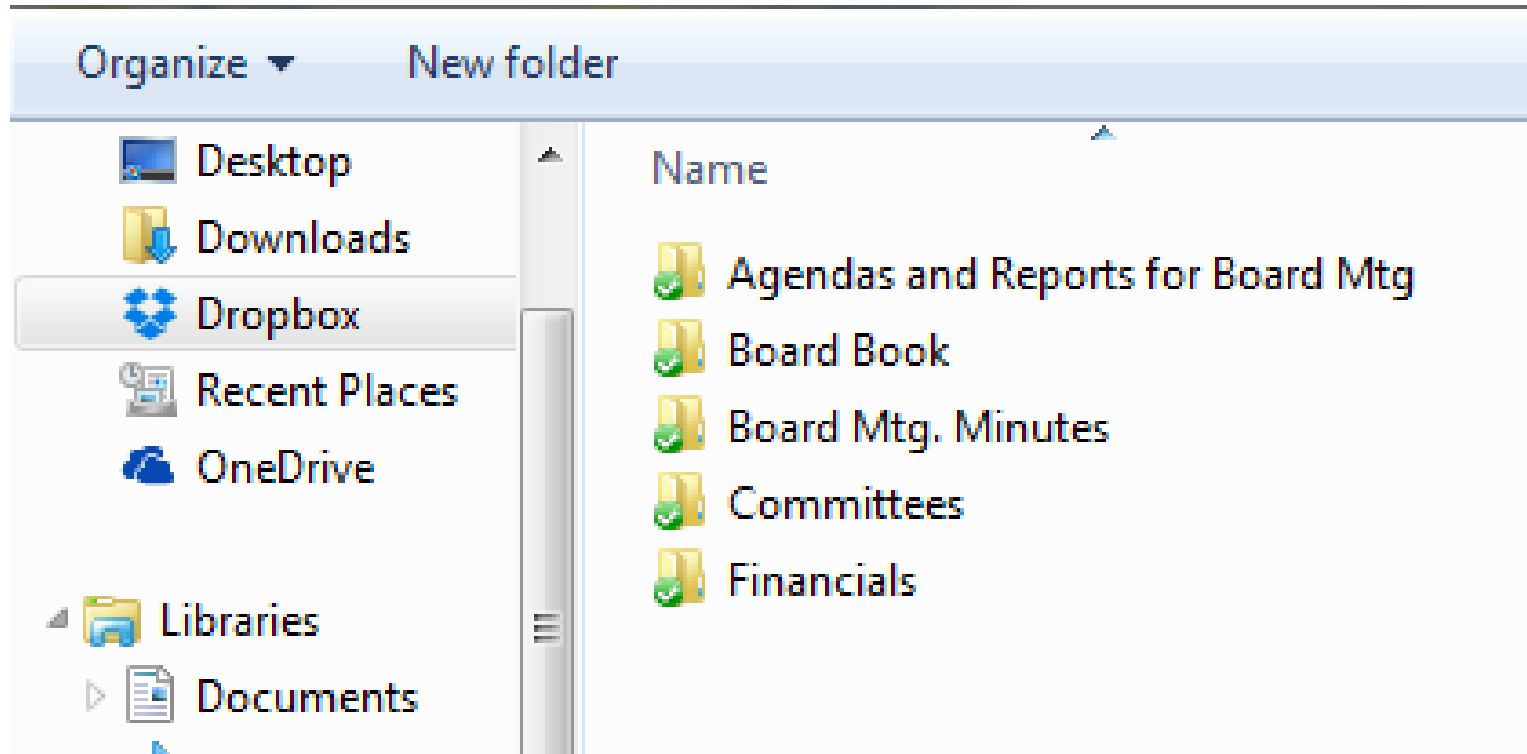 Organize New folder
Desktop
Downloads
Dropbox
Recent Places
OneDrive
Libraries
Documents
Name
Agendas and Reports for Board Mtg
Board Book
Board Mtg. Minutes
Committees
Financials